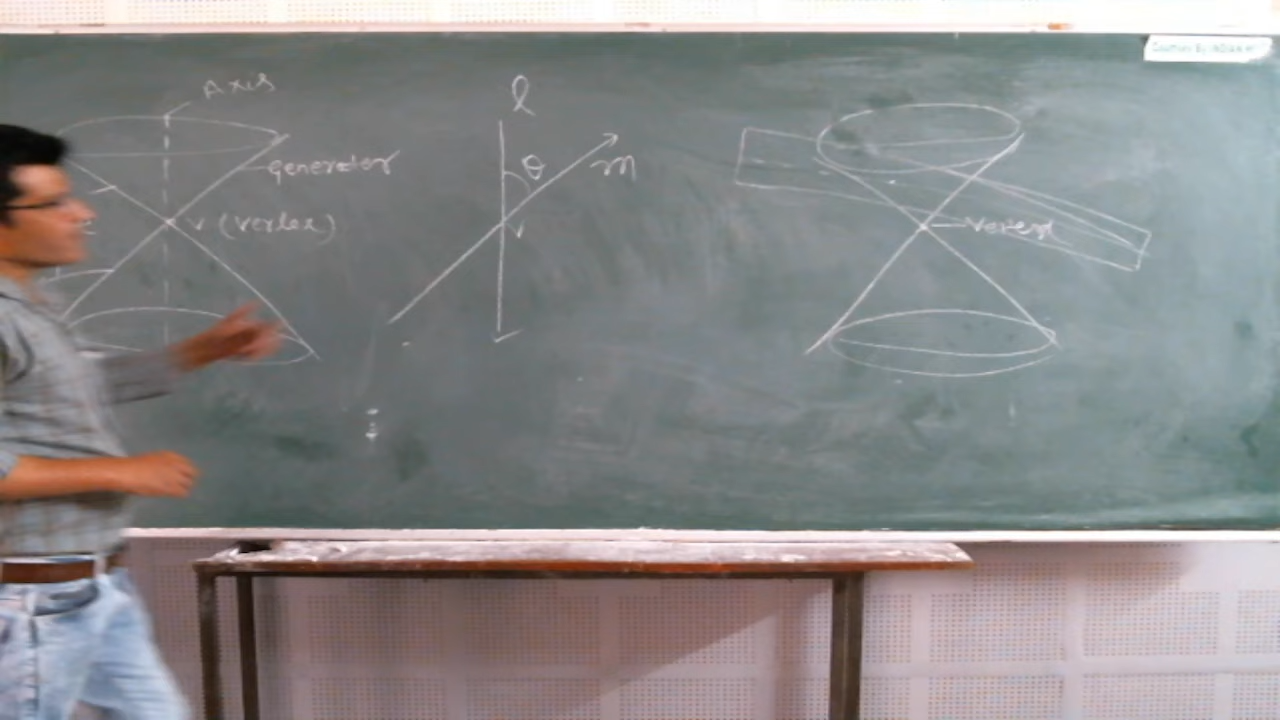 Axis
generator
V (Vertex)
l
θ
m
V
Vertex